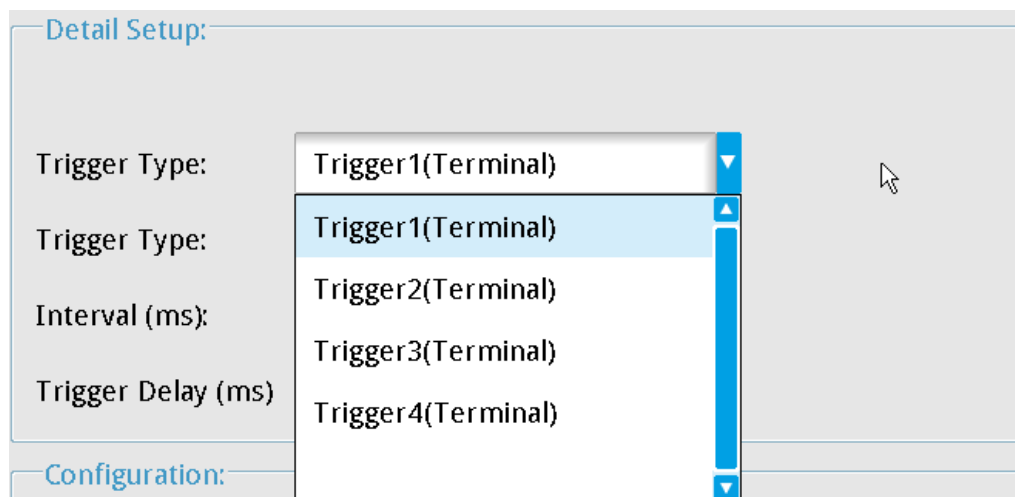 Detail Setup:
Trigger Type: Trigger1(Terminal)
Trigger1(Terminal)
Trigger Type:
Trigger2(Terminal)
Interval (ms):
Trigger3(Terminal)
Trigger Delay (ms)
Trigger4(Terminal)
Configuration: